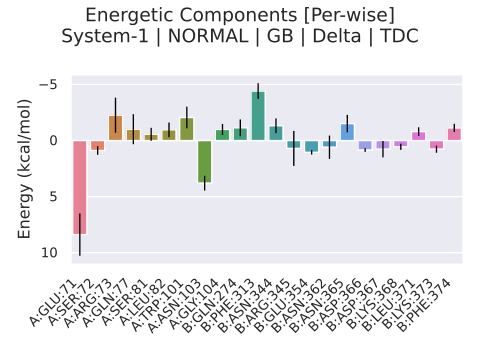 Energetic Components [Per-wise]
System-1 | NORMAL | GB | Delta | TDC
Energy (kcal/mol)
−5
0
5
10
A:GLU:71
A:SER:72
A:ARG:73
A:GLN:77
A:SER:81
A:LEU:82
A:TRP:101
A:ASN:103
A:GLY:104
B:GLN:274
B:PHE:313
B:ASN:344
B:ARG:345
B:GLU:354
B:ASN:362
B:ASN:365
B:ASP:366
B:ASP:367
B:LYS:368
B:LEU:371
B:LYS:373
B:PHE:374